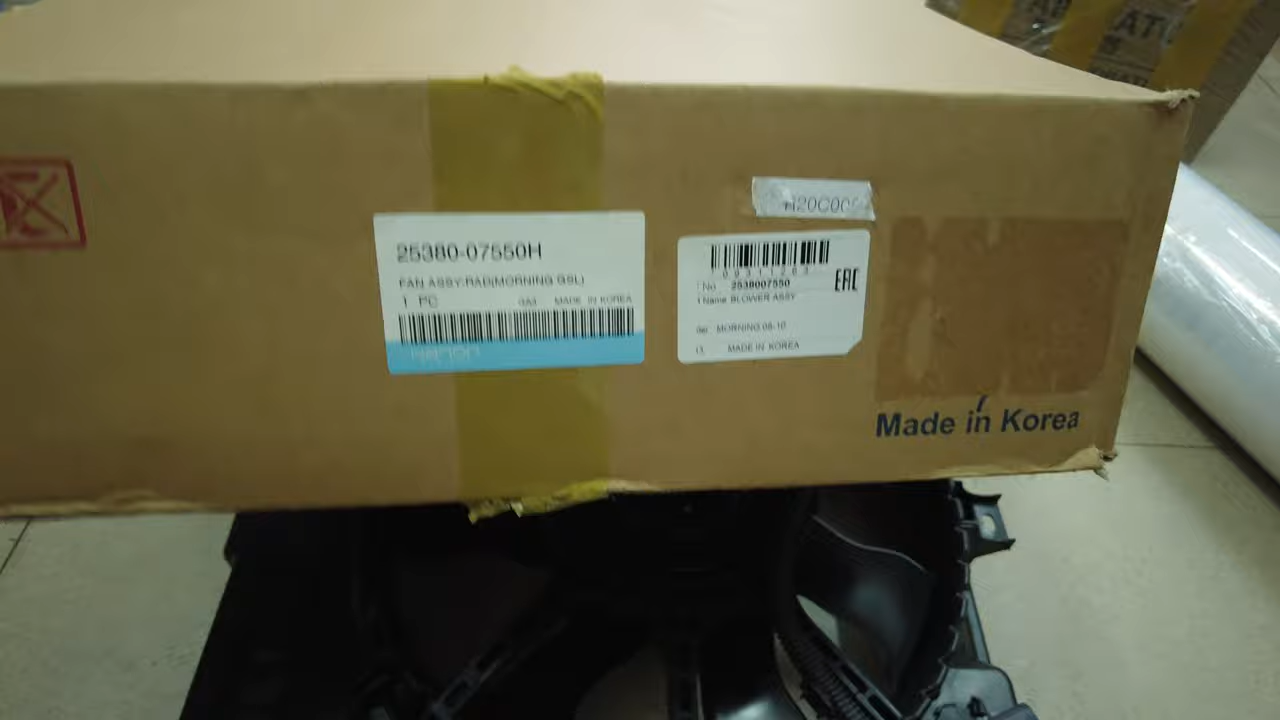 25380-07550H
FAN ASSY-RAD(MORNING GSL)
1 PC
MADE IN KOREA
H20C00
No 2538007550
EAC
Name BLOWER ASSY
MORNING 08-10
MADE IN KOREA
Made in Korea